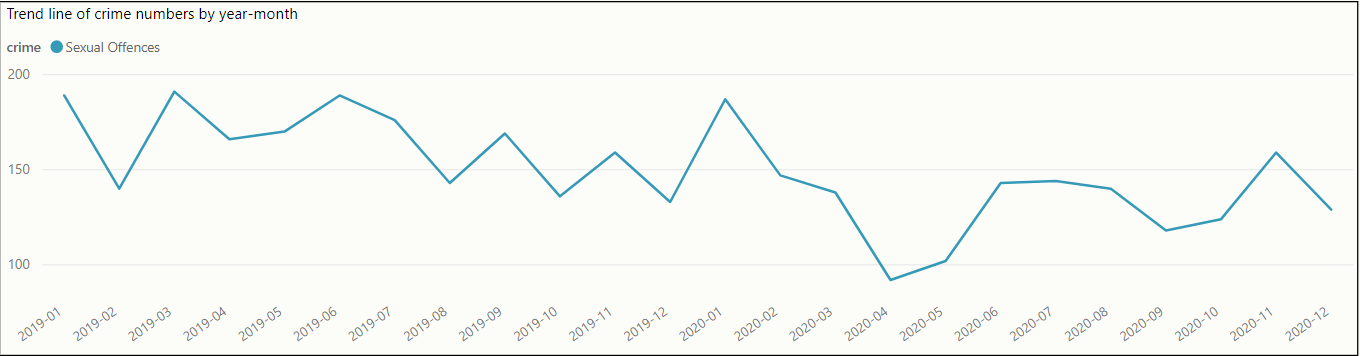 Trend line of crime numbers by year-month
crime Sexual Offences
200
150
100
2019-01 2019-02 2019-03 2019-04 2019-05 2019-06 2019-07 2019-08 2019-09 2019-10 2019-11 2019-12 2020-01 2020-02 2020-03 2020-04 2020-05 2020-06 2020-07 2020-08 2020-09 2020-10 2020-11 2020-12